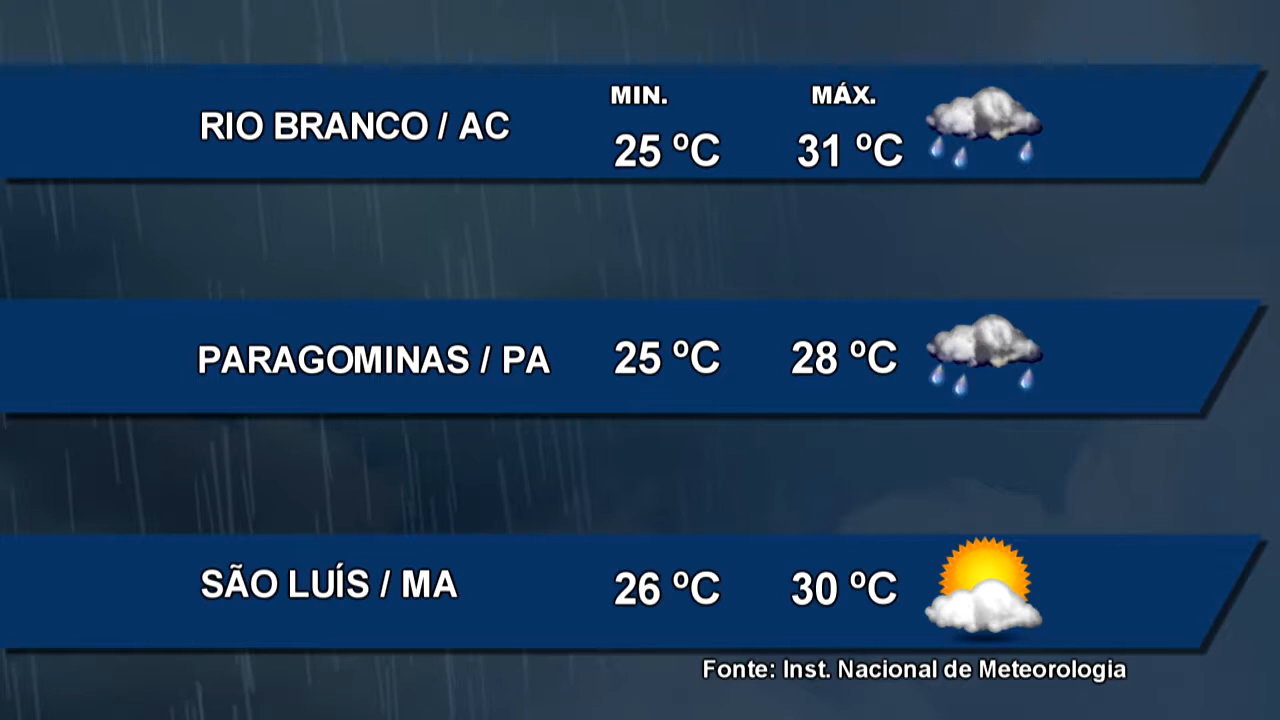 MIN. MÁX.
RIO BRANCO / AC 25 ºC 31 ºC
PARAGOMINAS / PA 25 ºC 28 ºC
SÃO LUÍS / MA 26 ºC 30 ºC
Fonte: Inst. Nacional de Meteorologia